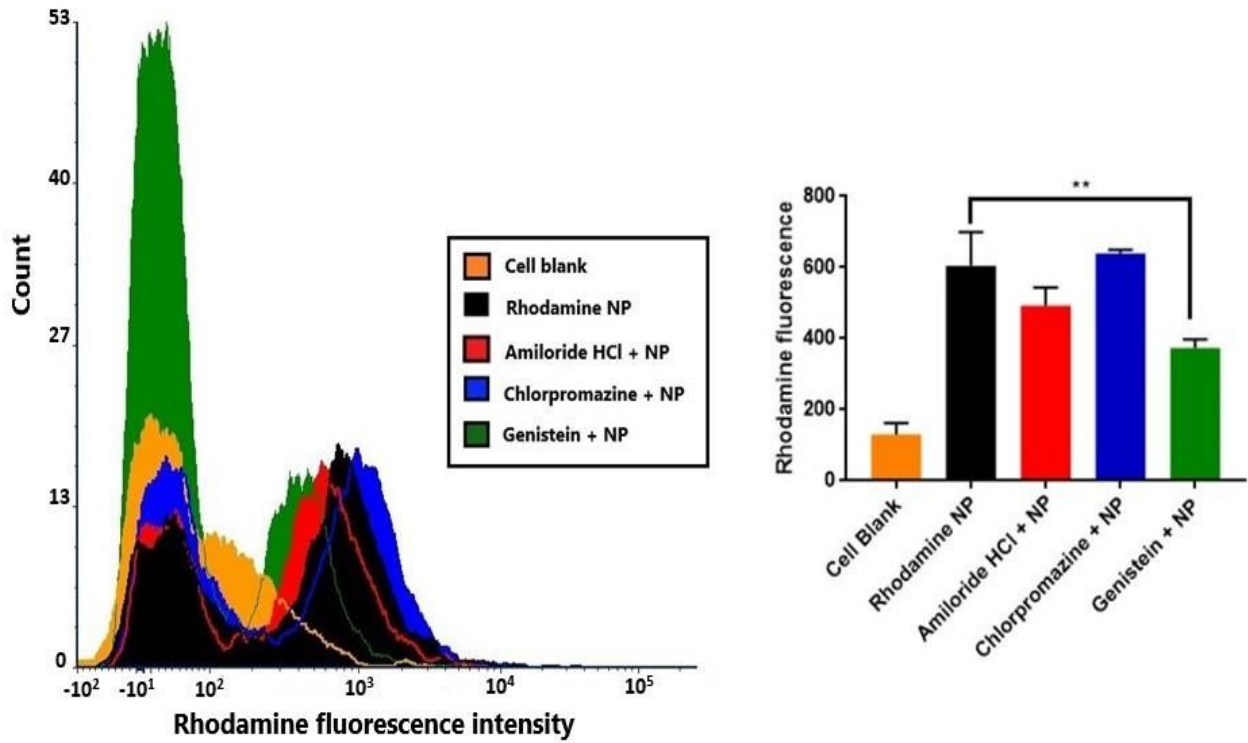 53
40
27
13
0
Count
-10² -10¹ 10² 10³ 10⁴ 10⁵
Rhodamine fluorescence intensity
Cell blank
Rhodamine NP
Amiloride HCl + NP
Chlorpromazine + NP
Genistein + NP
**
800
600
400
200
0
Rhodamine fluorescence
Cell Blank
Rhodamine NP
Amiloride HCl + NP
Chlorpromazine + NP
Genistein + NP